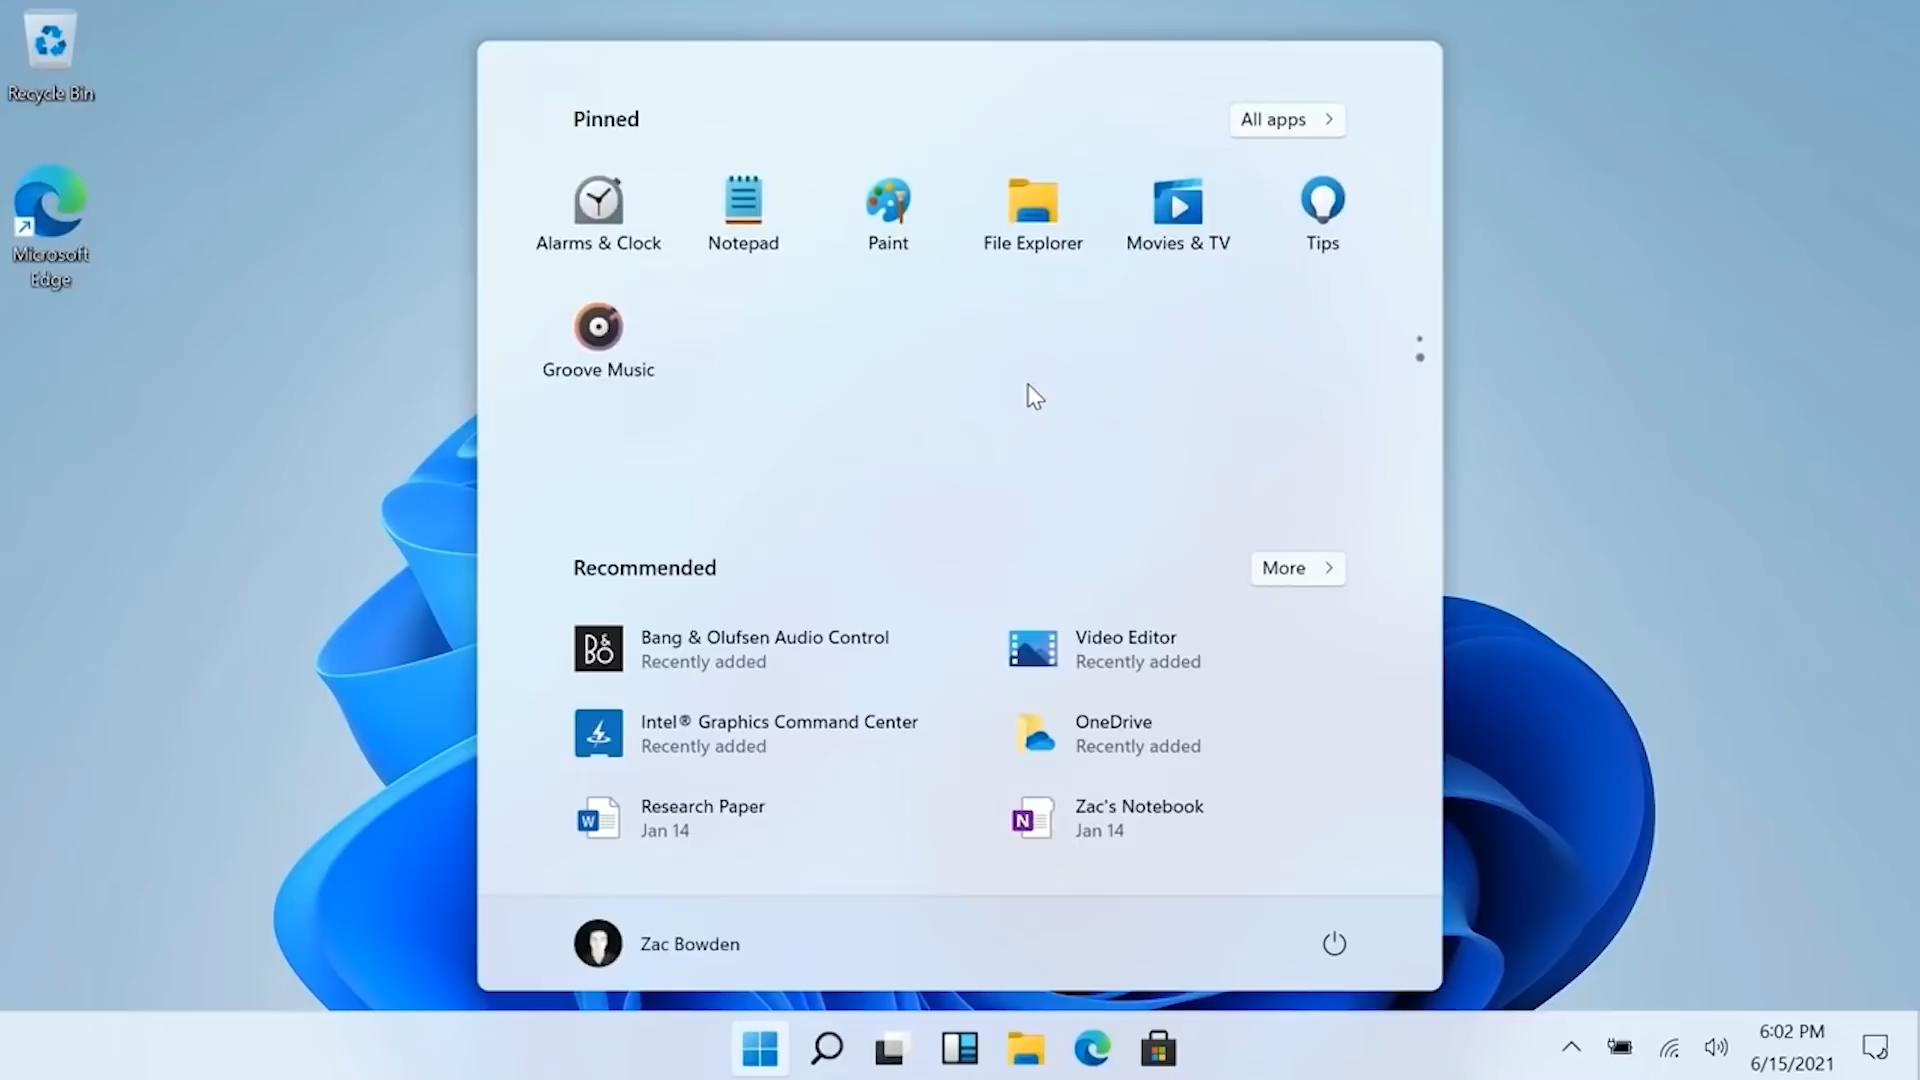 Recycle Bin
Microsoft
Edge
Pinned
All apps
Alarms & Clock
Notepad
Paint
File Explorer
Movies & TV
Tips
Groove Music
Recommended
More
B&O
Bang & Olufsen Audio Control
Recently added
Video Editor
Recently added
Intel® Graphics Command Center
Recently added
OneDrive
Recently added
W
Research Paper
Jan 14
N
Zac's Notebook
Jan 14
Zac Bowden
6:02 PM
6/15/2021